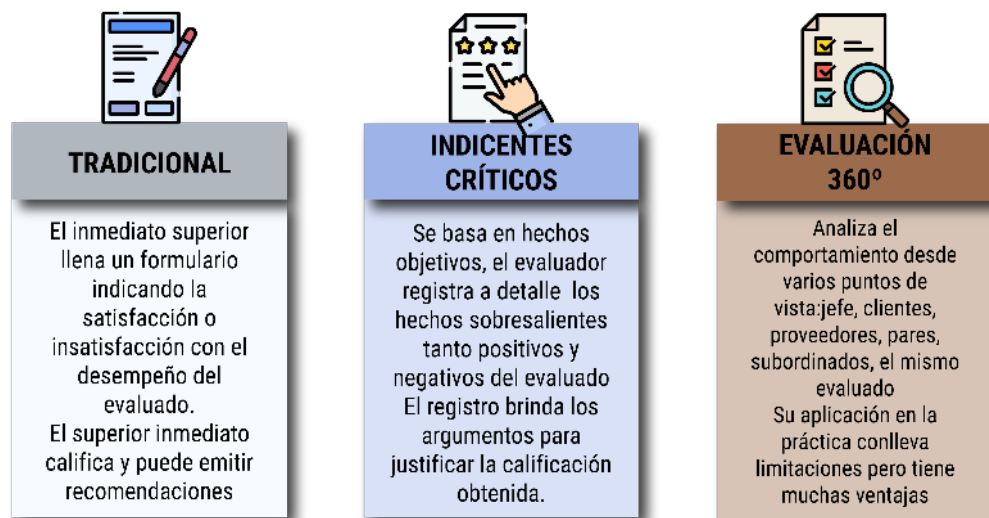 TRADICIONAL
El inmediato superior
llena un formulario
indicando la
satisfacción o
insatisfacción con el
desempeño del
evaluado.
El superior inmediato
califica y puede emitir
recomendaciones
INDICENTES
CRÍTICOS
Se basa en hechos
objetivos, el evaluador
registra a detalle los
hechos sobresalientes
tanto positivos y
negativos del evaluado
El registro brinda los
argumentos para
justificar la calificación
obtenida.
EVALUACIÓN
360º
Analiza el
comportamiento desde
varios puntos de
vista:jefe, clientes,
proveedores, pares,
subordinados, el mismo
evaluado
Su aplicación en la
práctica conlleva
limitaciones pero tiene
muchas ventajas